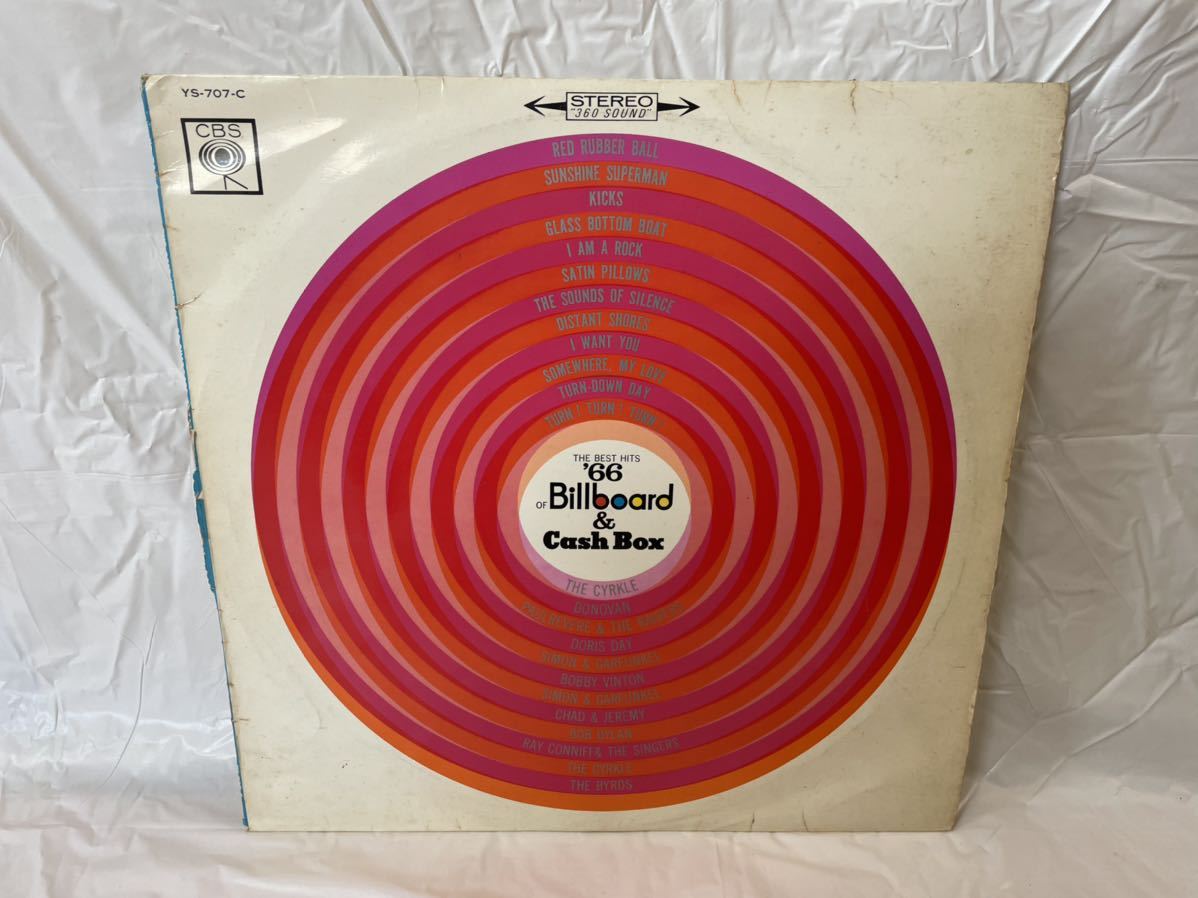 YS-707-C
CBS
STEREO
"360 SOUND"
RED RUBBER BALL
SUNSHINE SUPERMAN
KICKS
GLASS BOTTOM BOAT
I AM A ROCK
SATIN PILLOWS
THE SOUNDS OF SILENCE
DISTANT SHORES
I WANT YOU
SOMEWHERE, MY LOVE
TURN-DOWN DAY
TURN! TURN! TURN!
THE BEST HITS
'66
OF Billboard
&
Cash Box
THE CYRKLE
DONOVAN
PAUL REVERE & THE RAIDERS
DORIS DAY
SIMON & GARFUNKEL
BOBBY VINTON
SIMON & GARFUNKEL
CHAD & JEREMY
BOB DYLAN
RAY CONNIFF & THE SINGERS
THE CYRKLE
THE BYRDS